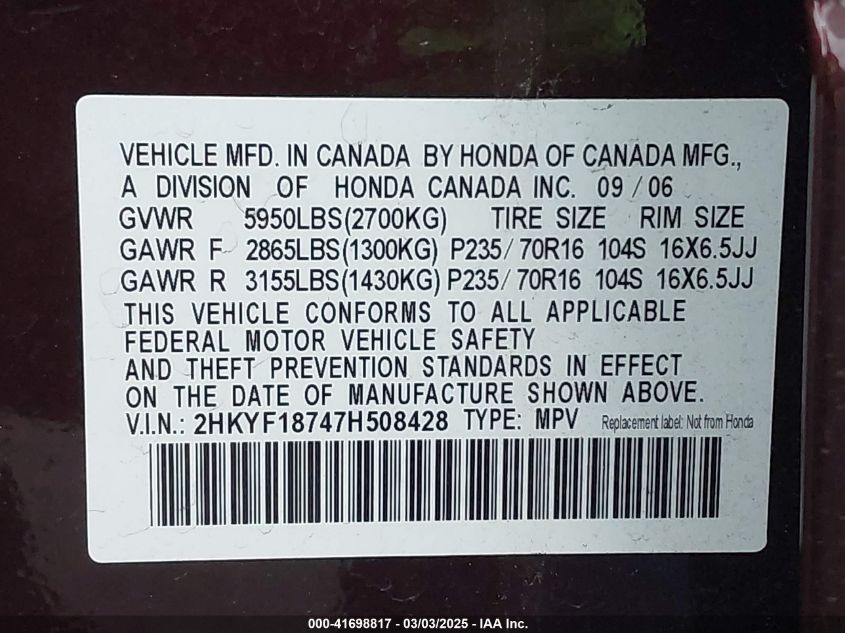 VEHICLE MFD. IN CANADA BY HONDA OF CANADA MFG.,
A DIVISION OF HONDA CANADA INC. 09 / 06
GVWR 5950LBS(2700KG) TIRE SIZE RIM SIZE
GAWR F 2865LBS(1300KG) P235/ 70R16 104S 16X6.5JJ
GAWR R 3155LBS(1430KG) P235/ 70R16 104S 16X6.5JJ
THIS VEHICLE CONFORMS TO ALL APPLICABLE
FEDERAL MOTOR VEHICLE SAFETY
AND THEFT PREVENTION STANDARDS IN EFFECT
ON THE DATE OF MANUFACTURE SHOWN ABOVE.
V.I.N.: 2HKYF18747H508428 TYPE: MPV Replacement label: Not from Honda
000-41698817 - 03/03/2025 - IAA Inc.